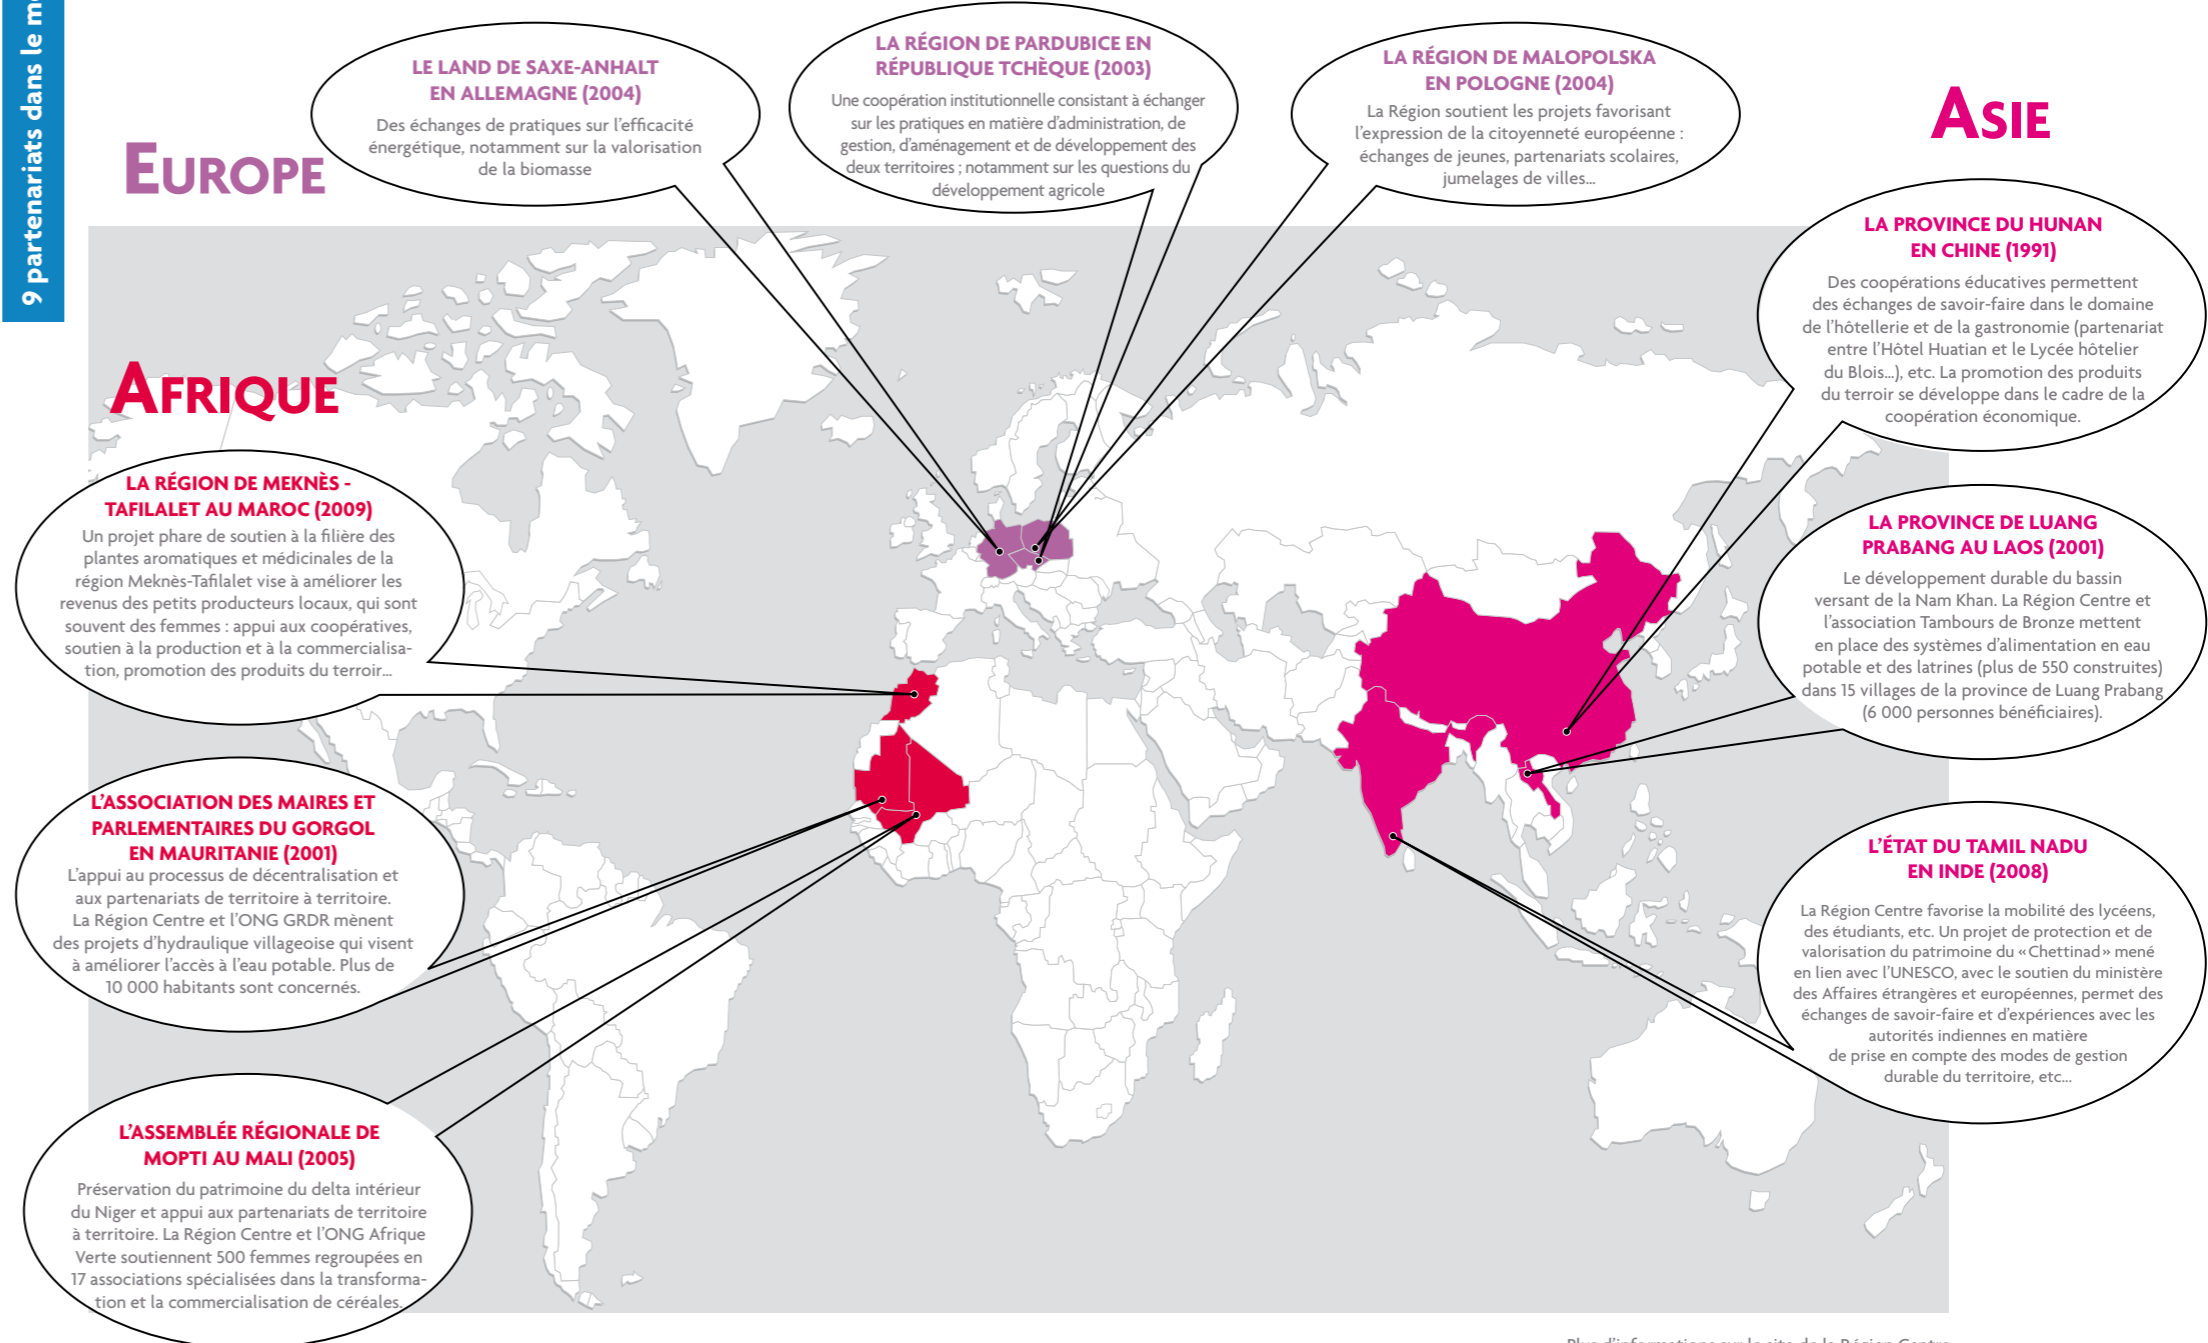 9 partenariats dans le
EUROPE
LE LAND DE SAXE-ANHALT
EN ALLEMAGNE (2004)
Des échanges de pratiques sur l'efficacité
énergétique, notamment sur la valorisation
de la biomasse
LA RÉGION DE PARDUBICE EN
RÉPUBLIQUE TCHÈQUE (2003)
Une coopération institutionnelle consistant à échanger
sur les pratiques en matière d'administration, de
gestion, d'aménagement et de développement des
deux territoires ; notamment sur les questions du
développement agricole
LA RÉGION DE MALOPOLSKA
EN POLOGNE (2004)
La Région soutient les projets favorisant
l'expression de la citoyenneté européenne :
échanges de jeunes, partenariats scolaires,
jumelages de villes...
ASIE
LA PROVINCE DU HUNAN
EN CHINE (1991)
Des coopérations éducatives permettent
des échanges de savoir-faire dans le domaine
de l'hôtellerie et de la gastronomie (partenariat
entre l'Hôtel Huatian et le Lycée hôtelier
du Blois...), etc. La promotion des produits
du terroir se développe dans le cadre de la
coopération économique.
LA PROVINCE DE LUANG
PRABANG AU LAOS (2001)
Le développement durable du bassin
versant de la Nam Khan. La Région Centre et
l'association Tambours de Bronze mettent
en place des systèmes d'alimentation en eau
potable et des latrines (plus de 550 construites)
dans 15 villages de la province de Luang Prabang
(6 000 personnes bénéficiaires).
L'ÉTAT DU TAMIL NADU
EN INDE (2008)
La Région Centre favorise la mobilité des lycéens,
des étudiants, etc. Un projet de protection et de
valorisation du patrimoine du «Chettinad» mené
en lien avec l'UNESCO, avec le soutien du ministère
des Affaires étrangères et européennes, permet des
échanges de savoir-faire et d'expériences avec les
autorités indiennes en matière
de prise en compte des modes de gestion
durable du territoire, etc...
AFRIQUE
LA RÉGION DE MEKNÈS -
TAFILALET AU MAROC (2009)
Un projet phare de soutien à la filière des
plantes aromatiques et médicinales de la
région Meknès-Tafilalet vise à améliorer les
revenus des petits producteurs locaux, qui sont
souvent des femmes : appui aux coopératives,
soutien à la production et à la commercialisa-
tion, promotion des produits du terroir...
L'ASSOCIATION DES MAIRES ET
PARLEMENTAIRES DU GORGOL
EN MAURITANIE (2001)
L'appui au processus de décentralisation et
aux partenariats de territoire à territoire.
La Région Centre et l'ONG GRDR mènent
des projets d'hydraulique villageoise qui visent
à améliorer l'accès à l'eau potable. Plus de
10 000 habitants sont concernés.
L'ASSEMBLÉE RÉGIONALE DE
MOPTI AU MALI (2005)
Préservation du patrimoine du delta intérieur
du Niger et appui aux partenariats de territoire
à territoire. La Région Centre et l'ONG Afrique
Verte soutiennent 500 femmes regroupées en
17 associations spécialisées dans la transforma-
tion et la commercialisation de céréales.
Plus d'informations sur le site de la Région Centre